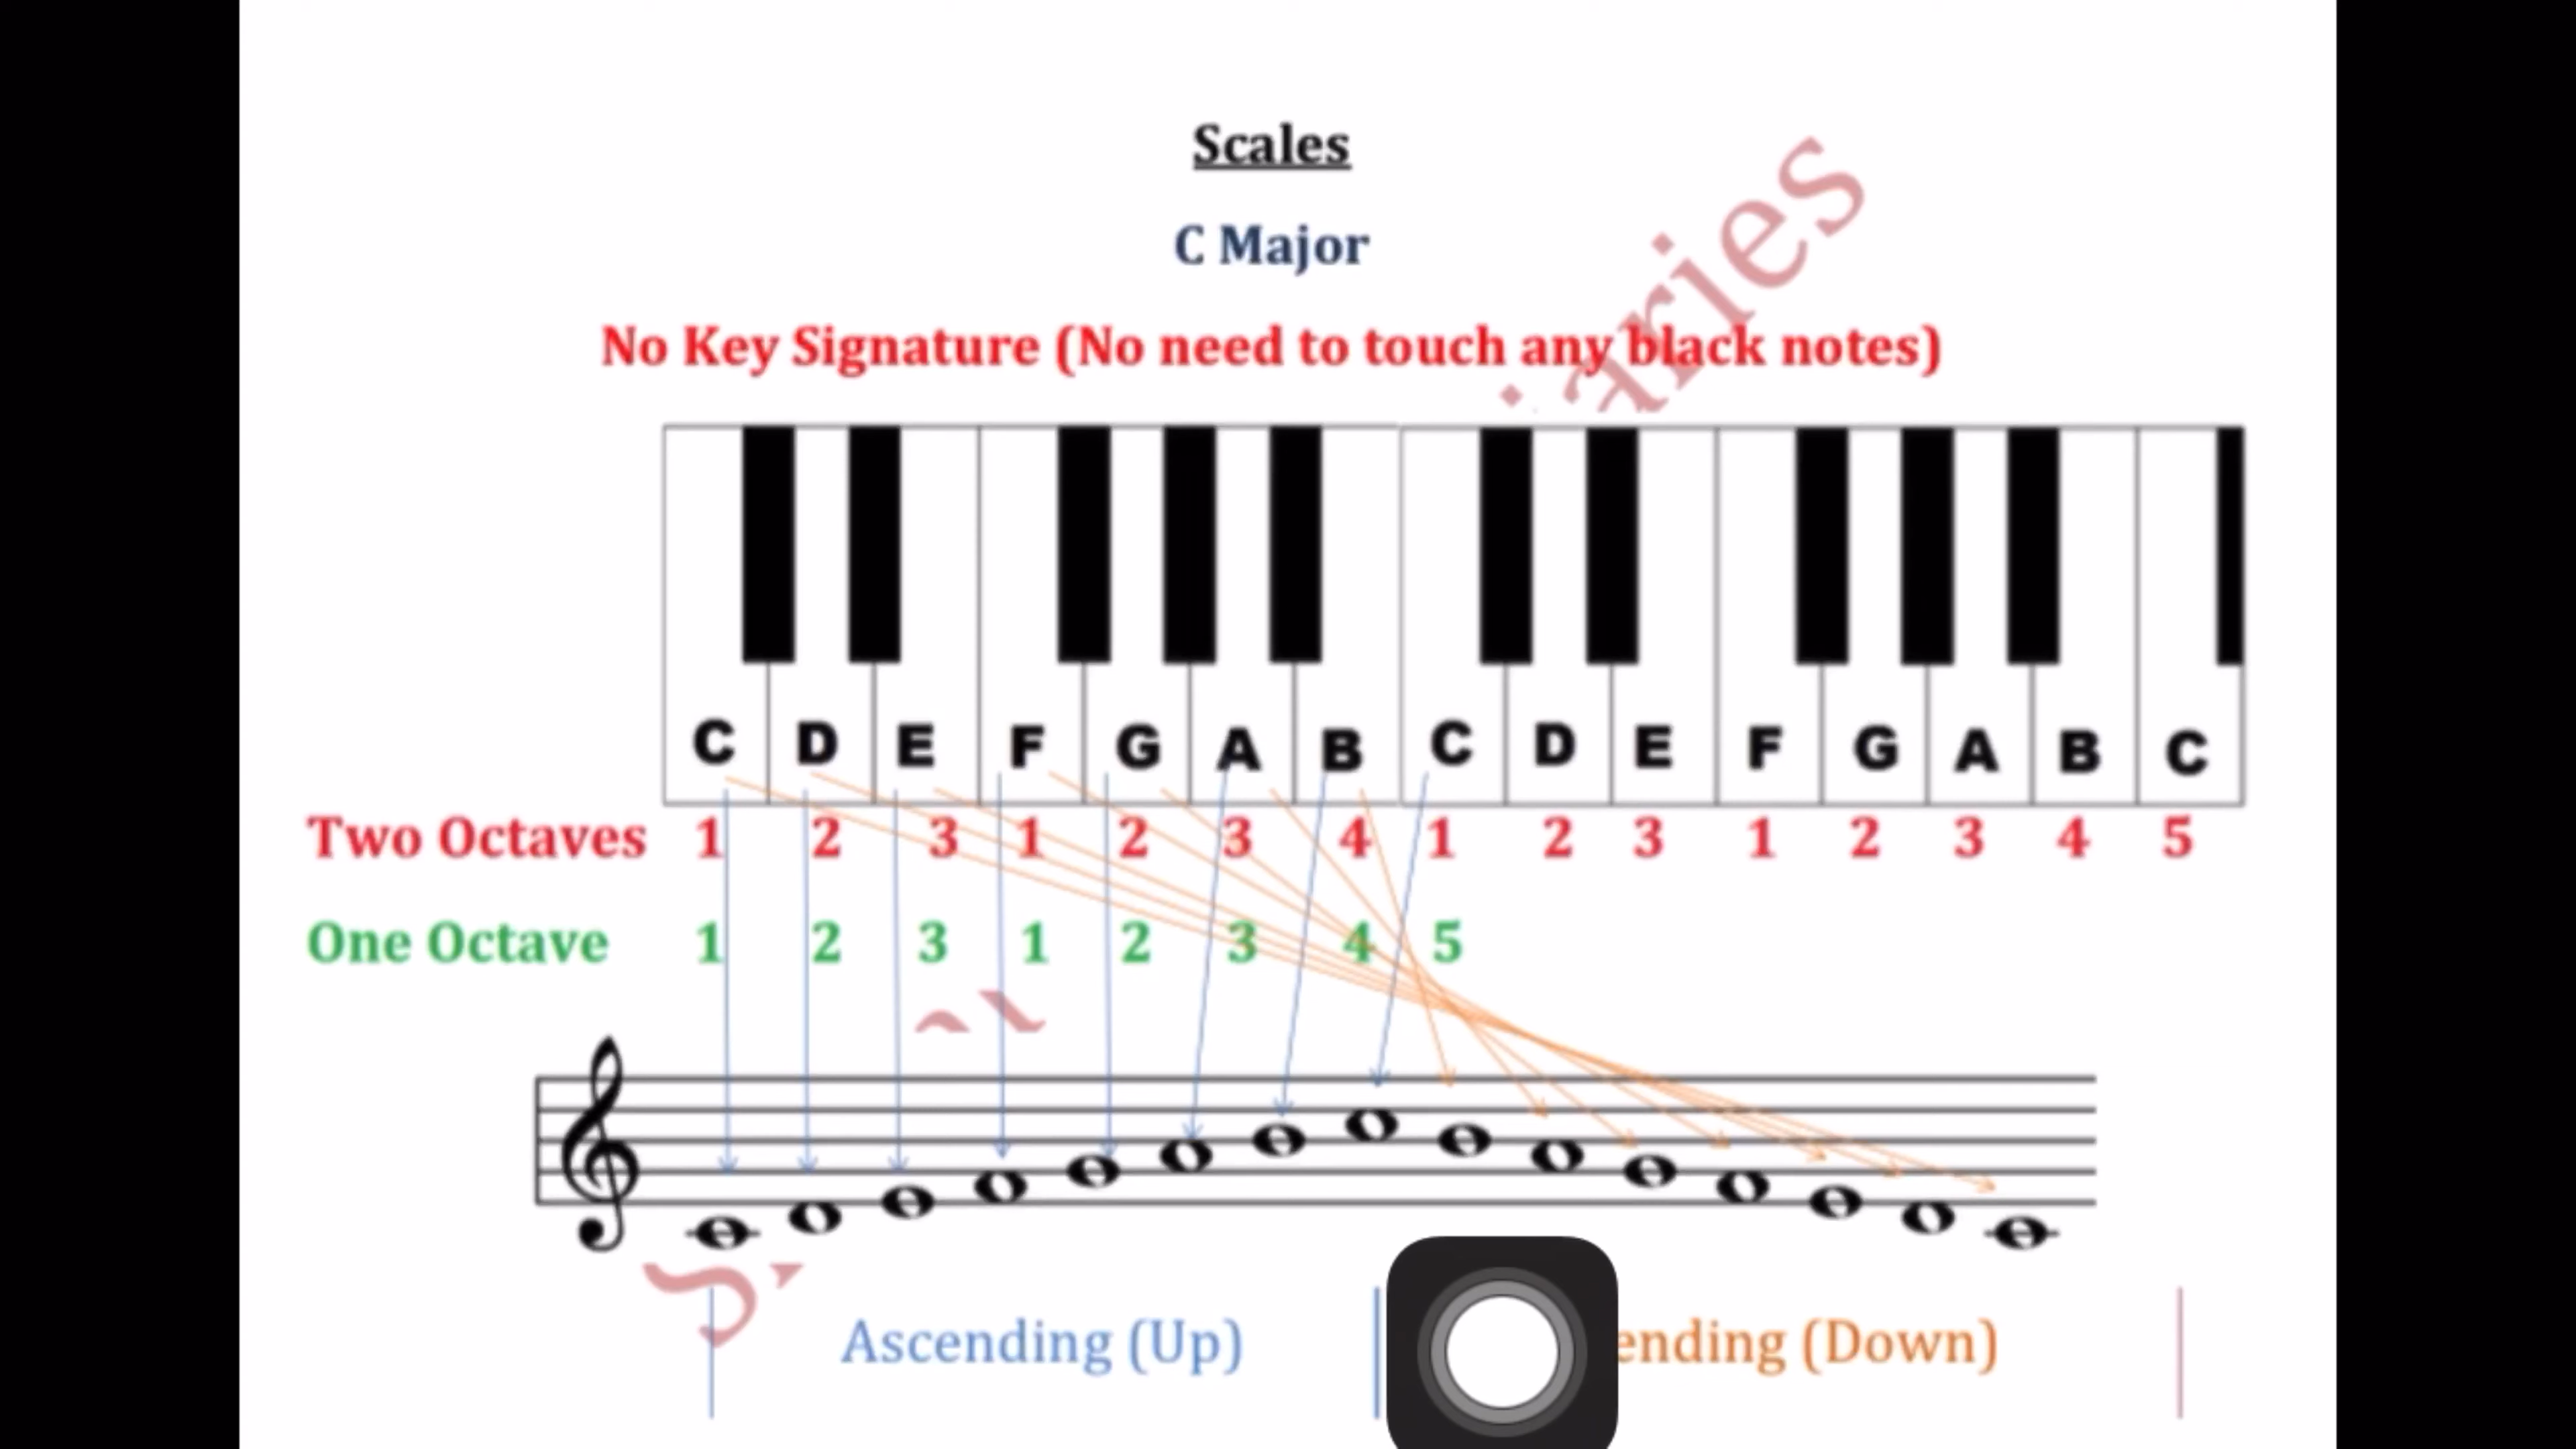 Scales
C Major
No Key Signature (No need to touch any black notes)
C D E F G A B C D E F G A B C
Two Octaves 1 2 3 1 2 3 4 1 2 3 1 2 3 4 5
One Octave 1 2 3 1 2 3 4 5
Ascending (Up) ending (Down)